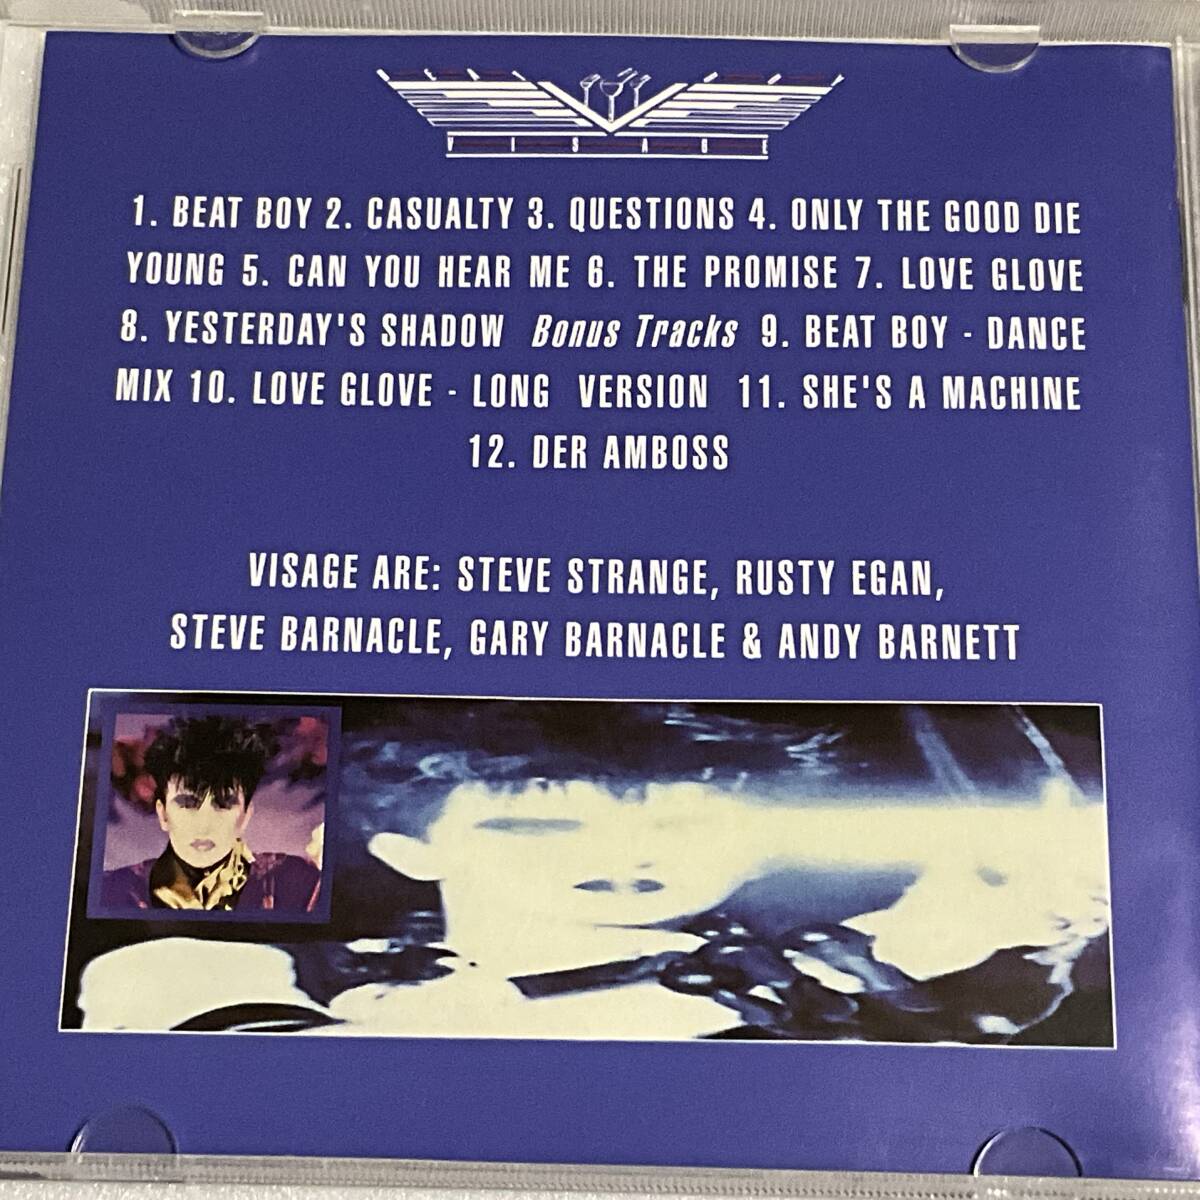 BEAT BOY
VISAGE
1. BEAT BOY 2. CASUALTY 3. QUESTIONS 4. ONLY THE GOOD DIE
YOUNG 5. CAN YOU HEAR ME 6. THE PROMISE 7. LOVE GLOVE
8. YESTERDAY'S SHADOW Bonus Tracks 9. BEAT BOY - DANCE
MIX 10. LOVE GLOVE - LONG VERSION 11. SHE'S A MACHINE
12. DER AMBOSS
VISAGE ARE: STEVE STRANGE, RUSTY EGAN,
STEVE BARNACLE, GARY BARNACLE & ANDY BARNETT